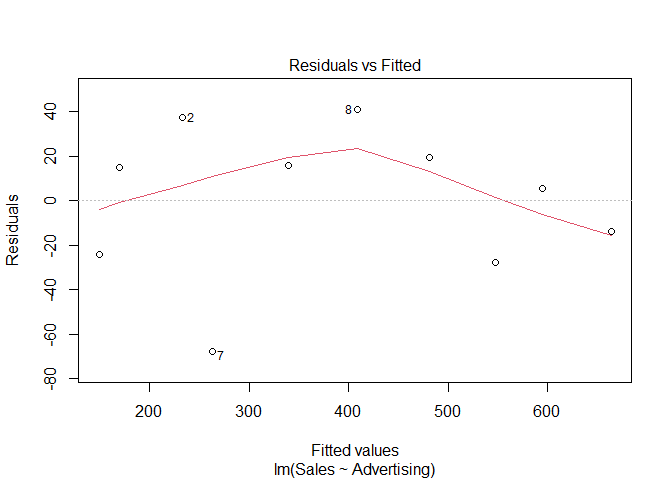 Residuals vs Fitted
40
20
0
-20
-40
-60
-80
Residuals
2
8
7
200 300 400 500 600
Fitted values
lm(Sales ~ Advertising)